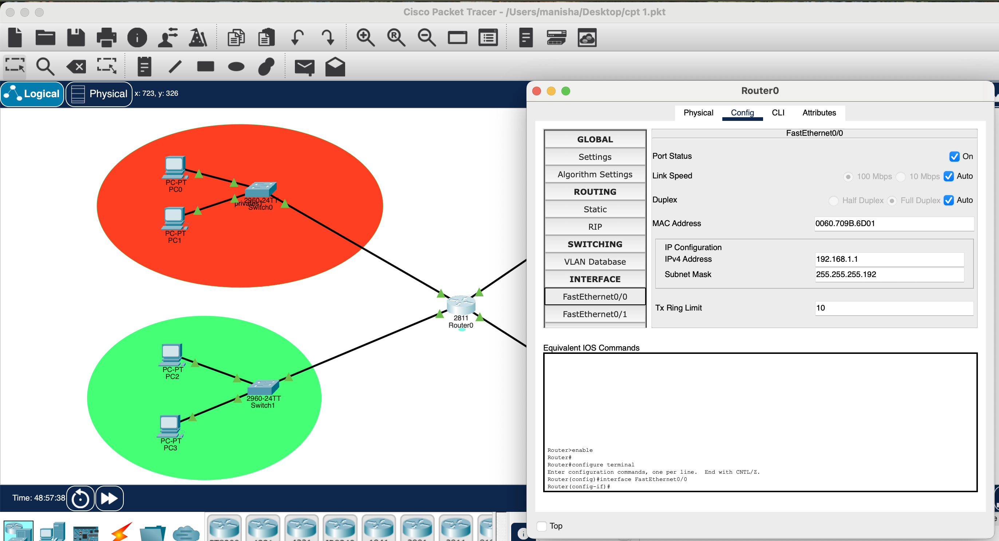 Cisco Packet Tracer - /Users/manisha/Desktop/cpt 1.pkt
Logical
Physical
x: 723, y: 326
PC-PT
PC0
2960-24TT
privates1
Switch0
PC-PT
PC1
2811
Router0
PC-PT
PC2
2960-24TT
Switch1
PC-PT
PC3
Time: 48:57:38
Router0
Physical
Config
CLI
Attributes
GLOBAL
Settings
Algorithm Settings
ROUTING
Static
RIP
SWITCHING
VLAN Database
INTERFACE
FastEthernet0/0
FastEthernet0/1
FastEthernet0/0
Port Status
On
Link Speed
100 Mbps
10 Mbps
Auto
Duplex
Half Duplex
Full Duplex
Auto
MAC Address
0060.709B.6D01
IP Configuration
IPv4 Address
192.168.1.1
Subnet Mask
255.255.255.192
Tx Ring Limit
10
Equivalent IOS Commands
Router>enable
Router#
Router#configure terminal
Enter configuration commands, one per line.  End with CNTL/Z.
Router(config)#interface FastEthernet0/0
Router(config-if)#
Top